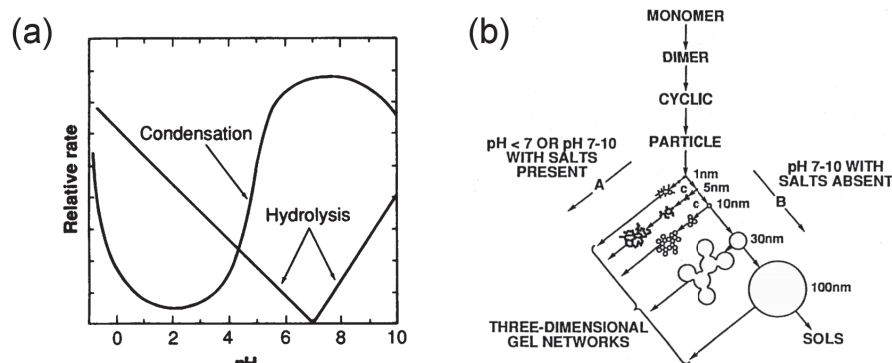 (a)
Relative rate
Condensation
Hydrolysis
0
2
4
6
8
10
pH
(b)
MONOMER
DIMER
CYCLIC
PARTICLE
pH < 7 OR pH 7-10
WITH SALTS
PRESENT
A
pH 7-10 WITH
SALTS ABSENT
B
1nm
c
5nm
c
10nm
30nm
100nm
THREE-DIMENSIONAL
GEL NETWORKS
SOLS